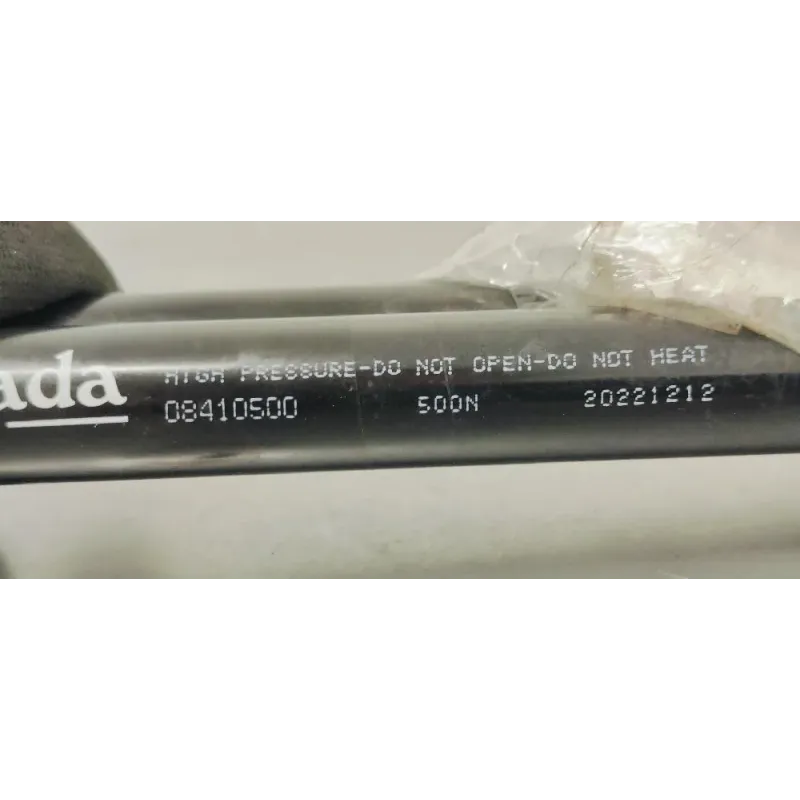 ada
HIGH PRESSURE-DO NOT OPEN-DO NOT HEAT
08410500 500N 20221212